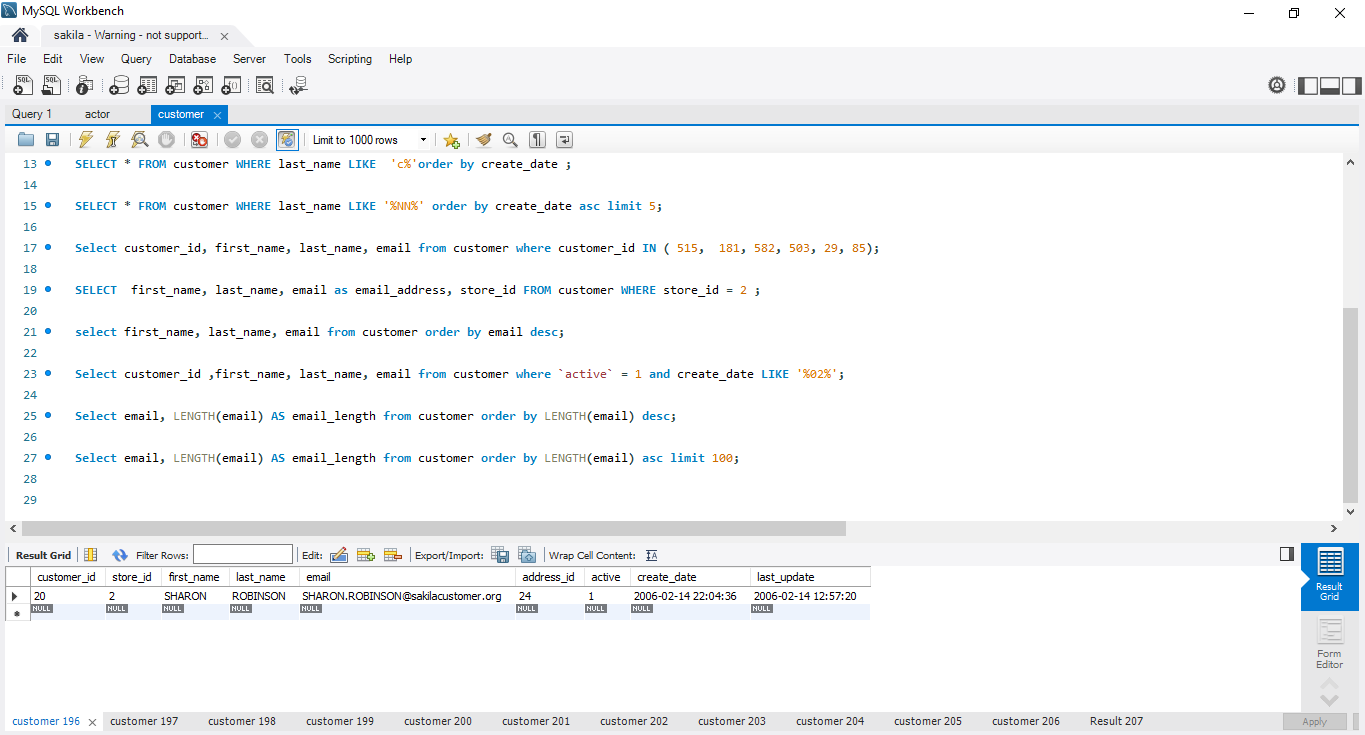 MySQL Workbench
sakila - Warning - not support...
File Edit View Query Database Server Tools Scripting Help
Query 1 actor customer
Limit to 1000 rows
13 SELECT * FROM customer WHERE last_name LIKE  'c%'order by create_date ;
14
15 SELECT * FROM customer WHERE last_name LIKE '%NN%' order by create_date asc limit 5;
16
17 Select customer_id, first_name, last_name, email from customer where customer_id IN ( 515,  181, 582, 503, 29, 85);
18
19 SELECT  first_name, last_name, email as email_address, store_id FROM customer WHERE store_id = 2 ;
20
21 select first_name, last_name, email from customer order by email desc;
22
23 Select customer_id ,first_name, last_name, email from customer where `active` = 1 and create_date LIKE '%02%';
24
25 Select email, LENGTH(email) AS email_length from customer order by LENGTH(email) desc;
26
27 Select email, LENGTH(email) AS email_length from customer order by LENGTH(email) asc limit 100;
28
29
Result Grid Filter Rows: Edit: Export/Import: Wrap Cell Content:
customer_id store_id first_name last_name email address_id active create_date last_update
20 2 SHARON ROBINSON SHARON.ROBINSON@sakilacustomer.org 24 1 2006-02-14 22:04:36 2006-02-14 12:57:20
NULL NULL NULL NULL NULL NULL NULL NULL NULL
Result
Grid
Form
Editor
customer 196 customer 197 customer 198 customer 199 customer 200 customer 201 customer 202 customer 203 customer 204 customer 205 customer 206 Result 207 Apply